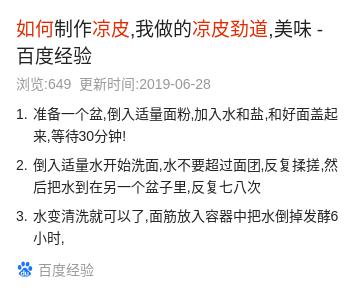 如何制作凉皮,我做的凉皮劲道,美味 -
百度经验
浏览:649 更新时间:2019-06-28
1. 准备一个盆,倒入适量面粉,加入水和盐,和好面盖起
来,等待30分钟!
2. 倒入适量水开始洗面,水不要超过面团,反复揉搓,然
后把水到在另一个盆子里,反复七八次
3. 水变清洗就可以了,面筋放入容器中把水倒掉发酵6
小时,
百度经验